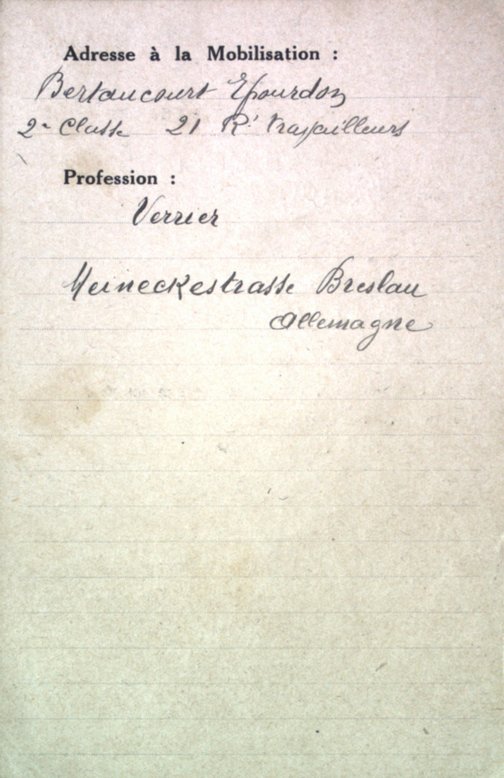 Adresse à la Mobilisation :
Bertaucourt Epourdon
2e Classe 21 Rt Travailleurs
Profession :
Verrier
Meineckestrasse Breslau
Allemagne